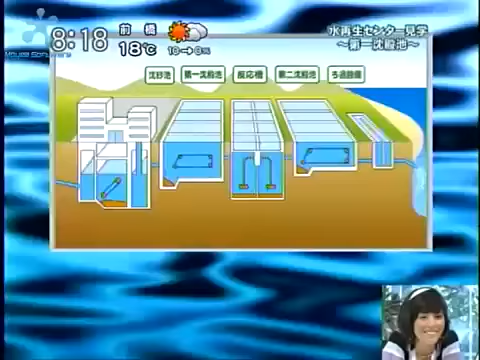 8:18
前橋
18℃
10→0%
水再生センター見学
~第一沈殿池~
沈砂池
第一沈殿池
反応槽
第二沈殿池
ろ過設備